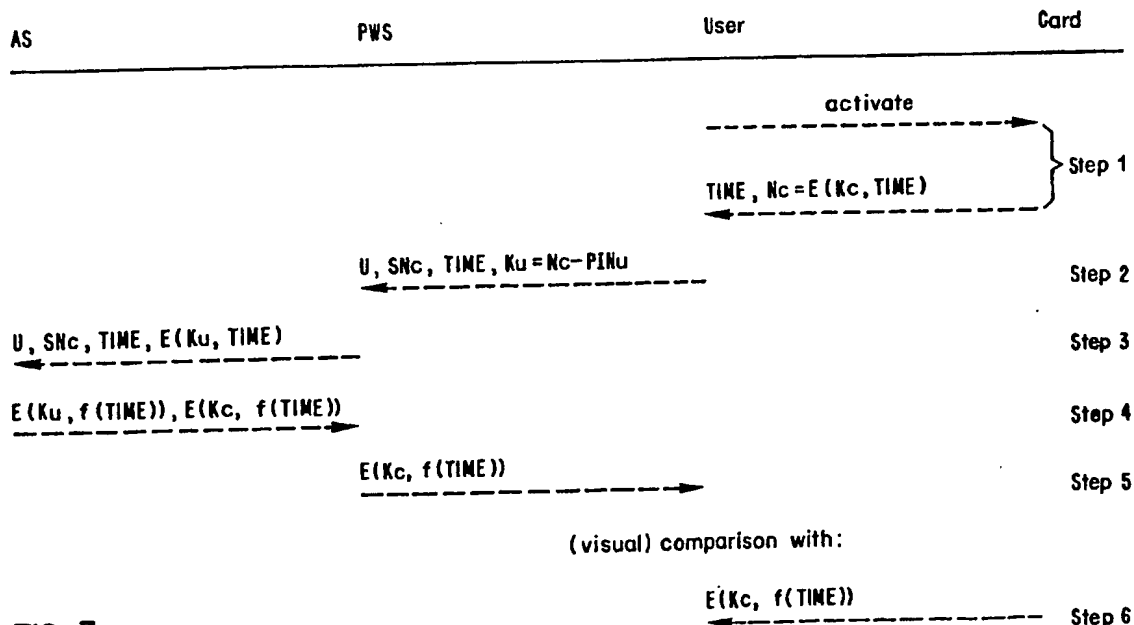 AS PWS User Card
activate
Step 1
TIME, Nc=E(Kc,TIME)
U, SNc, TIME, Ku=Nc-PINu Step 2
U, SNc, TIME, E(Ku, TIME) Step 3
E(Ku, f(TIME)), E(Kc, f(TIME)) Step 4
E(Kc, f(TIME)) Step 5
(visual) comparison with:
E(Kc, f(TIME)) Step 6